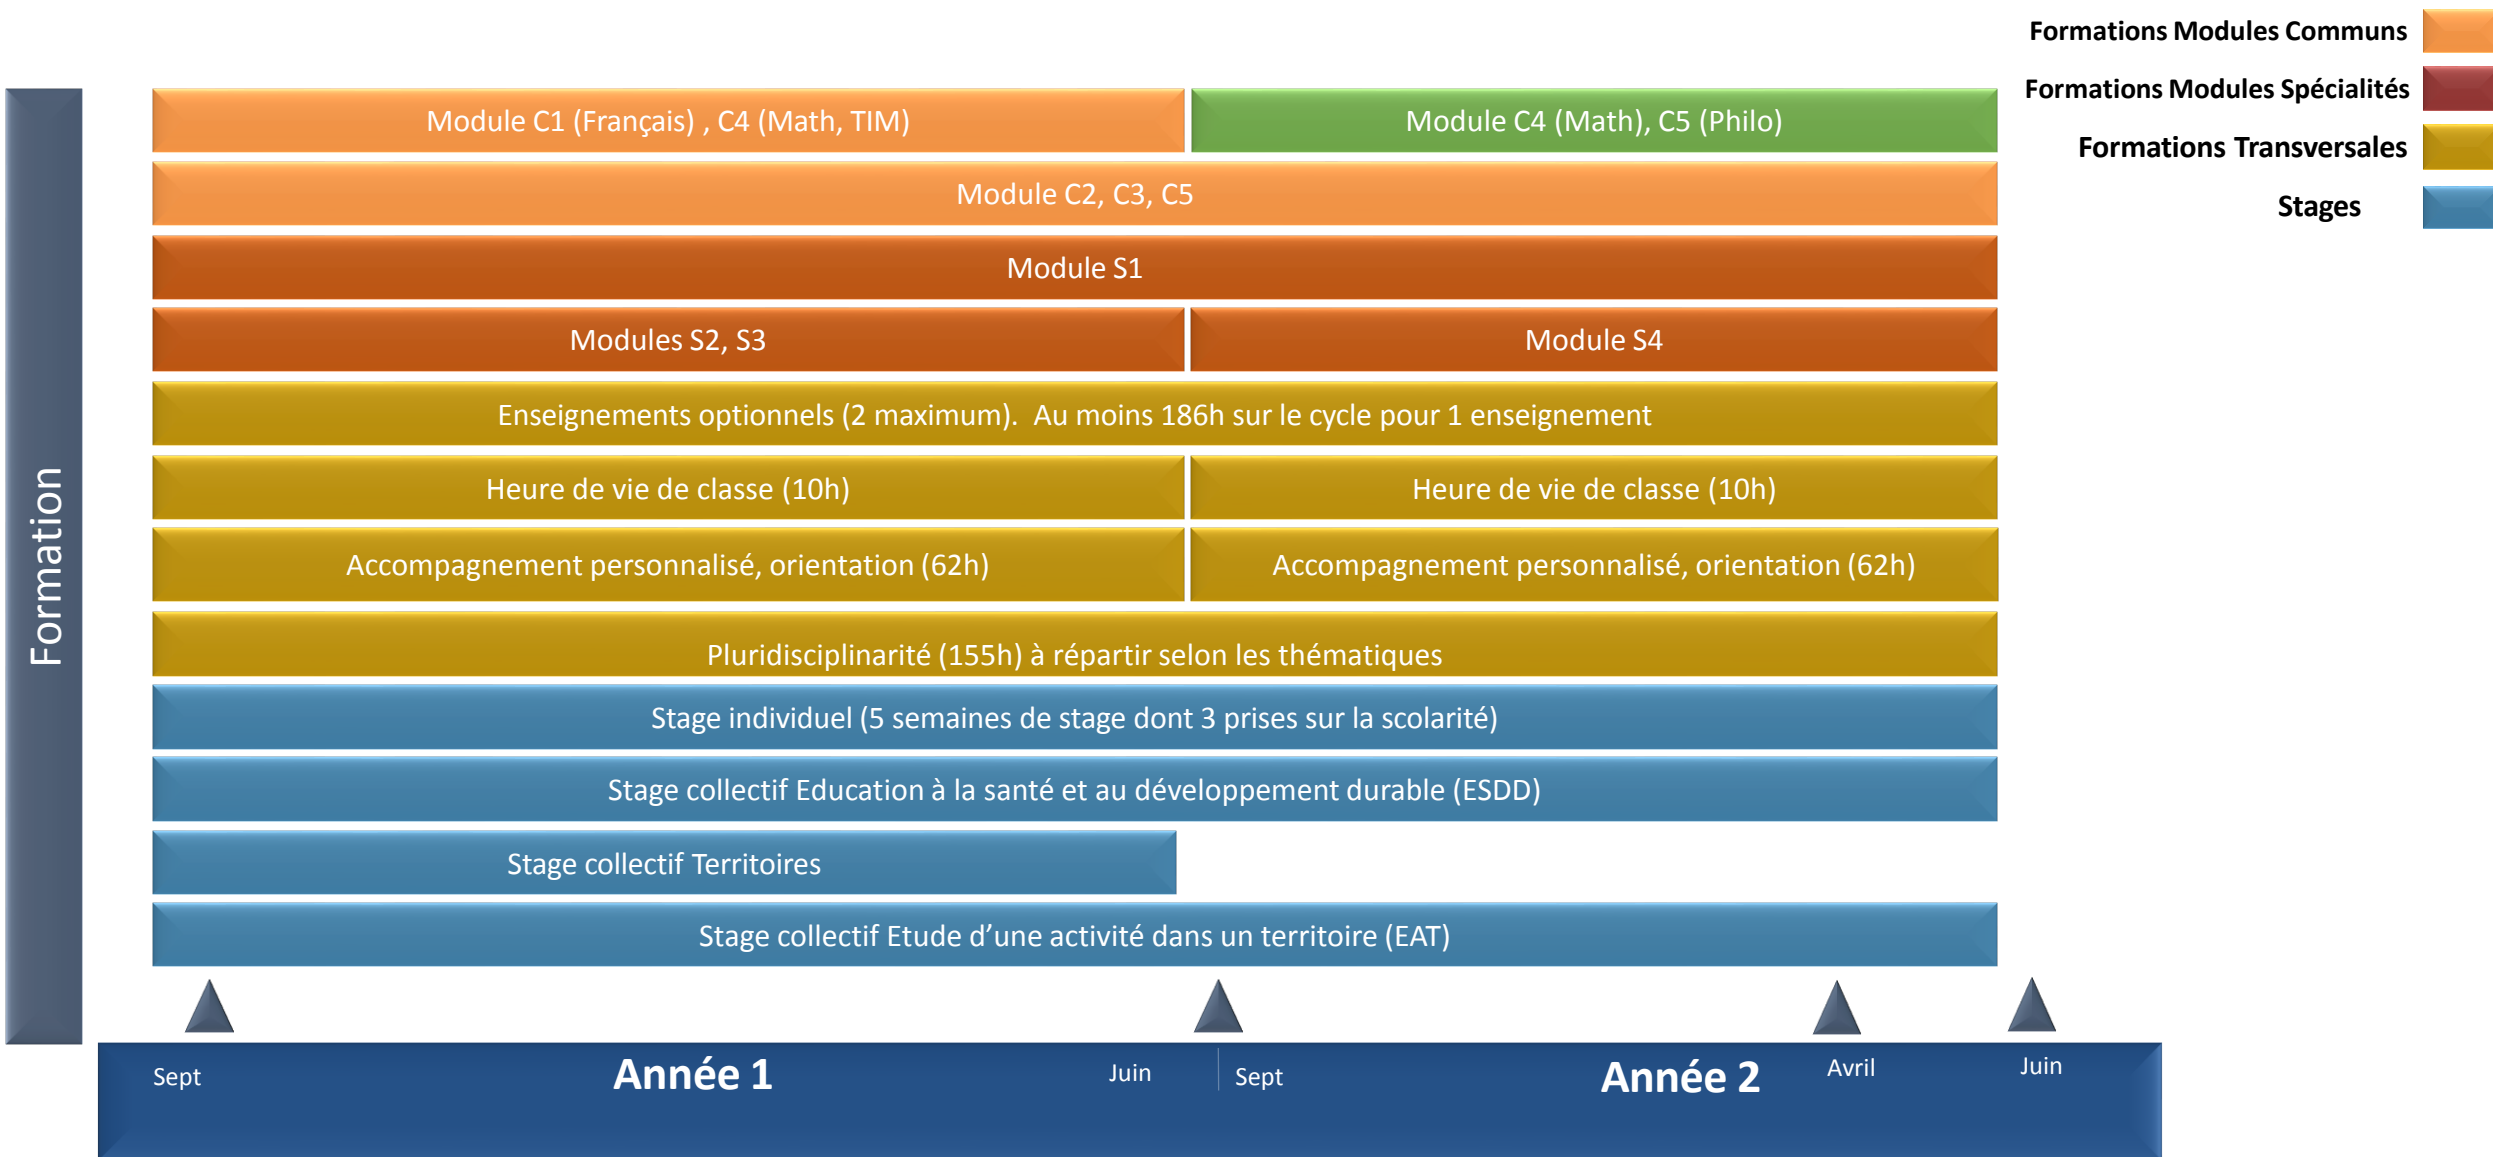 Formations Modules Communs
Formations Modules Spécialités
Formations Transversales
Stages
Formation
Module C1 (Français) , C4 (Math, TIM)
Module C4 (Math), C5 (Philo)
Module C2, C3, C5
Module S1
Modules S2, S3
Module S4
Enseignements optionnels (2 maximum).  Au moins 186h sur le cycle pour 1 enseignement
Heure de vie de classe (10h)
Heure de vie de classe (10h)
Accompagnement personnalisé, orientation (62h)
Accompagnement personnalisé, orientation (62h)
Pluridisciplinarité (155h) à répartir selon les thématiques
Stage individuel (5 semaines de stage dont 3 prises sur la scolarité)
Stage collectif Education à la santé et au développement durable (ESDD)
Stage collectif Territoires
Stage collectif Etude d’une activité dans un territoire (EAT)
Sept
Année 1
Juin
Sept
Année 2
Avril
Juin